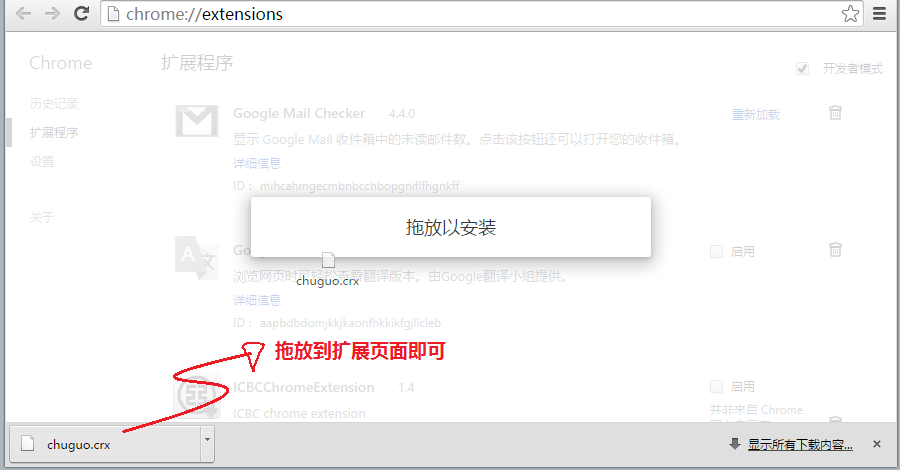 chrome://extensions
Chrome
扩展程序
开发者模式
历史记录
扩展程序
设置
关于
Google Mail Checker 4.4.0
重新加载
显示 Google Mail 收件箱中的未读邮件数。点击该按钮还可以打开您的收件箱。
详细信息
ID： mihcahmgecmbnbcchbopgniflfhgnkff
拖放以安装
Go
启用
chuguo.crx
浏览网页时可轻松查看翻译版本。由Google翻译小组提供。
详细信息
ID： aapbdbdomjkkjkaonfhkkikfgjllcleb
拖放到扩展页面即可
ICBCChromeExtension 1.4
启用
ICBC chrome extension
并非来自 Chrome
chuguo.crx
显示所有下载内容...